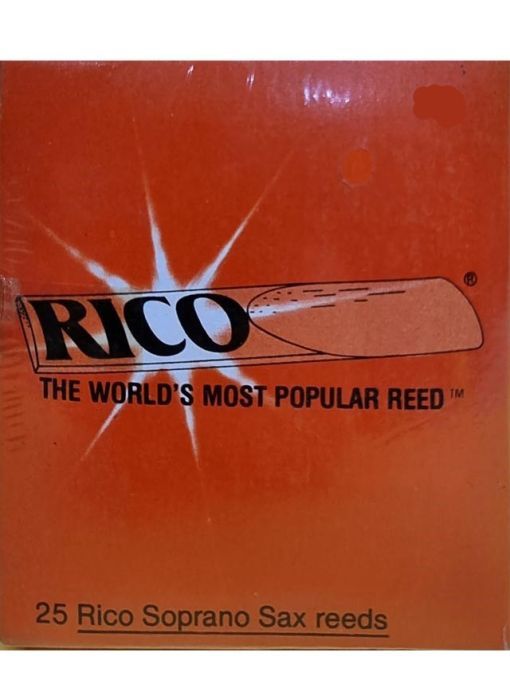 RICO ®
THE WORLD'S MOST POPULAR REED ™
25 Rico Soprano Sax reeds